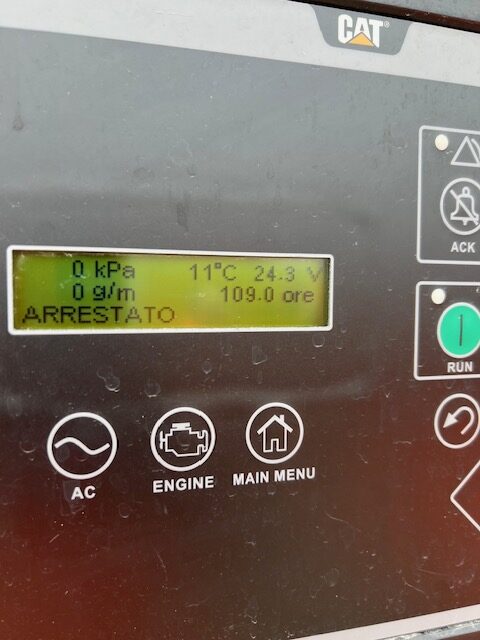 CAT®
0 kPa 11°C 24.3 V
0 g/m 109.0 ore
ARRESTATO
ACK
RUN
AC
ENGINE
MAIN MENU